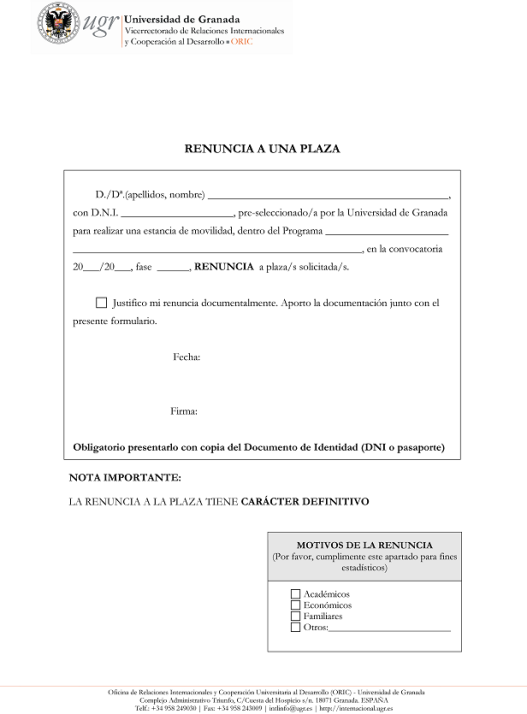 ugr
Universidad de Granada
Vicerrectorado de Relaciones Internacionales
y Cooperación al Desarrollo • ORIC
RENUNCIA A UNA PLAZA
D./Dª.(apellidos, nombre) ______________________________________________,
con D.N.I. ______________________, pre-seleccionado/a por la Universidad de Granada
para realizar una estancia de movilidad, dentro del Programa ________________________
________________________________________________________, en la convocatoria
20___/20___, fase ______, RENUNCIA a plaza/s solicitada/s.
☐ Justifico mi renuncia documentalmente. Aporto la documentación junto con el
presente formulario.
Fecha:
Firma:
Obligatorio presentarlo con copia del Documento de Identidad (DNI o pasaporte)
NOTA IMPORTANTE:
LA RENUNCIA A LA PLAZA TIENE CARÁCTER DEFINITIVO
MOTIVOS DE LA RENUNCIA
(Por favor, cumplimente este apartado para fines
estadísticos)
☐ Académicos
☐ Económicos
☐ Familiares
☐ Otros:________________________
Oficina de Relaciones Internacionales y Cooperación Universitaria al Desarrollo (ORIC) - Universidad de Granada
Complejo Administrativo Triunfo, C/Cuesta del Hospicio s/n. 18071 Granada. ESPAÑA
Telf.: +34 958 249030 | Fax: +34 958 243009 | intlinfo@ugr.es | http://internacional.ugr.es